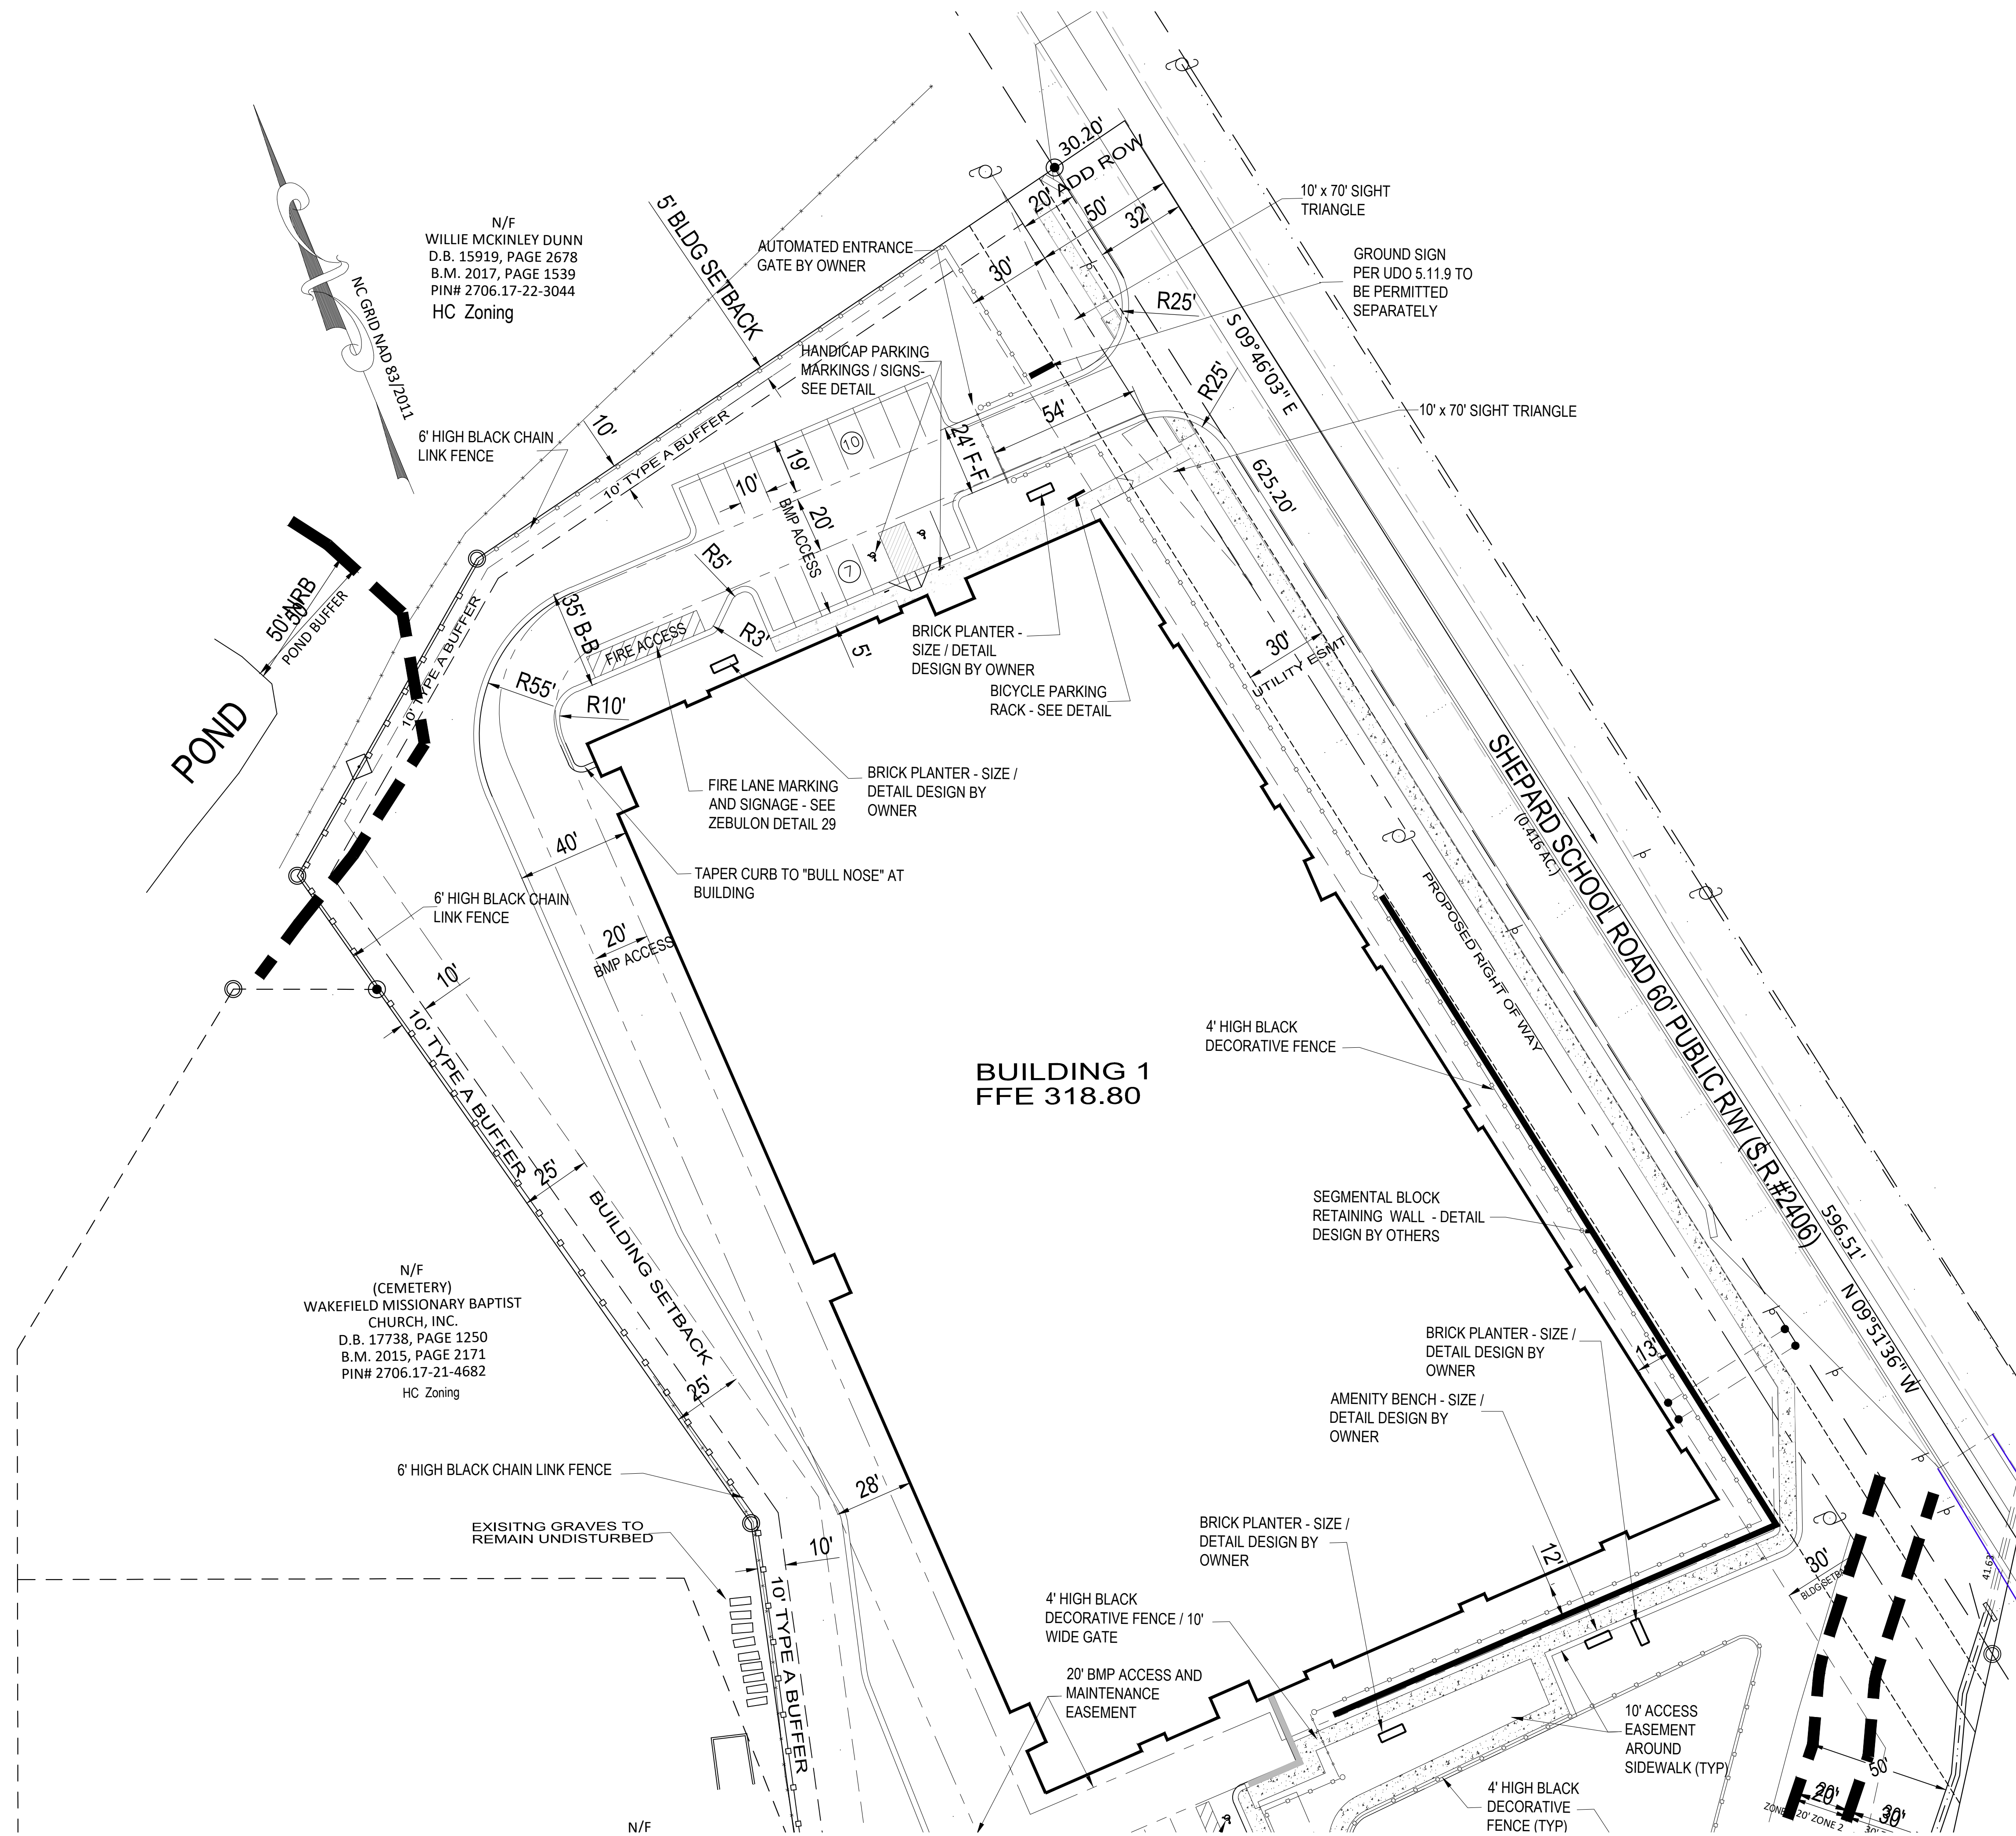 30.20'
ADD ROW
20'
50'
32'
30'
10' x 70' SIGHT
TRIANGLE
N/F
WILLIE MCKINLEY DUNN
D.B. 15919, PAGE 2678
B.M. 2017, PAGE 1539
PIN# 2706.17-22-3044
HC Zoning
NC GRID NAD 83/2011
5' BLDG SETBACK
AUTOMATED ENTRANCE
GATE BY OWNER
GROUND SIGN
PER UDO 5.11.9 TO
BE PERMITTED
SEPARATELY
R25'
S 09°46'03" E
HANDICAP PARKING
MARKINGS / SIGNS-
SEE DETAIL
R25'
54'
10' x 70' SIGHT TRIANGLE
6' HIGH BLACK CHAIN
LINK FENCE
10'
10' TYPE A BUFFER
10
24' F-F
19'
10'
20'
BMP ACCESS
7
625.20'
50' NRB
50'
POND BUFFER
POND
10' TYPE A BUFFER
R5'
35' B-B
FIRE ACCESS
R3'
5'
R55'
R10'
BRICK PLANTER -
SIZE / DETAIL
DESIGN BY OWNER
BICYCLE PARKING
RACK - SEE DETAIL
30'
UTILITY ESMT
FIRE LANE MARKING
AND SIGNAGE - SEE
ZEBULON DETAIL 29
BRICK PLANTER - SIZE /
DETAIL DESIGN BY
OWNER
40'
TAPER CURB TO "BULL NOSE" AT
BUILDING
6' HIGH BLACK CHAIN
LINK FENCE
20'
BMP ACCESS
10'
10' TYPE A BUFFER
SHEPARD SCHOOL ROAD 60' PUBLIC R/W (S.R.#2406)
(0.416 AC.)
PROPOSED RIGHT OF WAY
4' HIGH BLACK
DECORATIVE FENCE
BUILDING 1
FFE 318.80
25'
BUILDING SETBACK
25'
SEGMENTAL BLOCK
RETAINING WALL - DETAIL
DESIGN BY OTHERS
596.51'
N 09°51'36" W
N/F
(CEMETERY)
WAKEFIELD MISSIONARY BAPTIST
CHURCH, INC.
D.B. 17738, PAGE 1250
B.M. 2015, PAGE 2171
PIN# 2706.17-21-4682
HC Zoning
BRICK PLANTER - SIZE /
DETAIL DESIGN BY
OWNER
13'
AMENITY BENCH - SIZE /
DETAIL DESIGN BY
OWNER
6' HIGH BLACK CHAIN LINK FENCE
28'
EXISITNG GRAVES TO
REMAIN UNDISTURBED
10'
10' TYPE A BUFFER
BRICK PLANTER - SIZE /
DETAIL DESIGN BY
OWNER
12'
30'
4' HIGH BLACK
DECORATIVE FENCE / 10'
WIDE GATE
20' BMP ACCESS AND
MAINTENANCE
EASEMENT
10' ACCESS
EASEMENT
AROUND
SIDEWALK (TYP)
4' HIGH BLACK
DECORATIVE
FENCE (TYP)
50'
20'
30'
20' ZONE 2
N/F